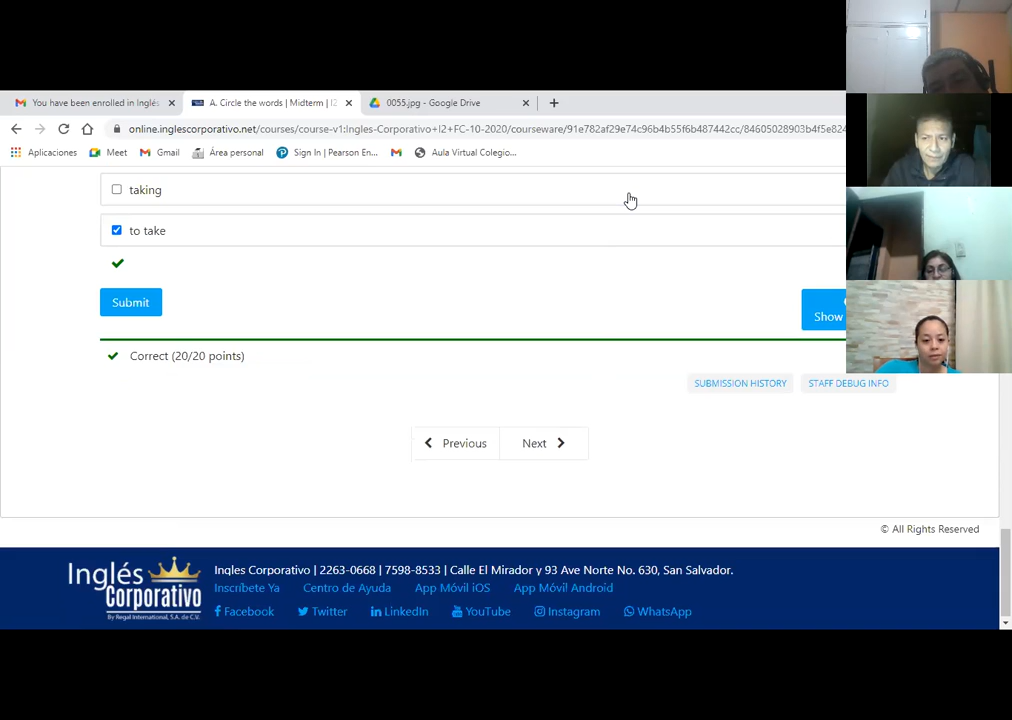 You have been enrolled in Inglés
A. Circle the words | Midterm | I2
0055.jpg - Google Drive
online.inglescorporativo.net/courses/course-v1:Ingles-Corporativo+I2+FC-10-2020/courseware/91e782af29e74c96b4b55f6b487442cc/84605028903b4f5e824
Aplicaciones
Meet
Gmail
Área personal
Sign In | Pearson En...
Aula Virtual Colegio...
taking
to take
Submit
Show
Correct (20/20 points)
SUBMISSION HISTORY
STAFF DEBUG INFO
Previous
Next
© All Rights Reserved
Inglés Corporativo
By Regal International, S.A. de C.V.
Ingles Corporativo | 2263-0668 | 7598-8533 | Calle El Mirador y 93 Ave Norte No. 630, San Salvador.
Inscríbete Ya
Centro de Ayuda
App Móvil iOS
App Móvil Android
Facebook
Twitter
LinkedIn
YouTube
Instagram
WhatsApp